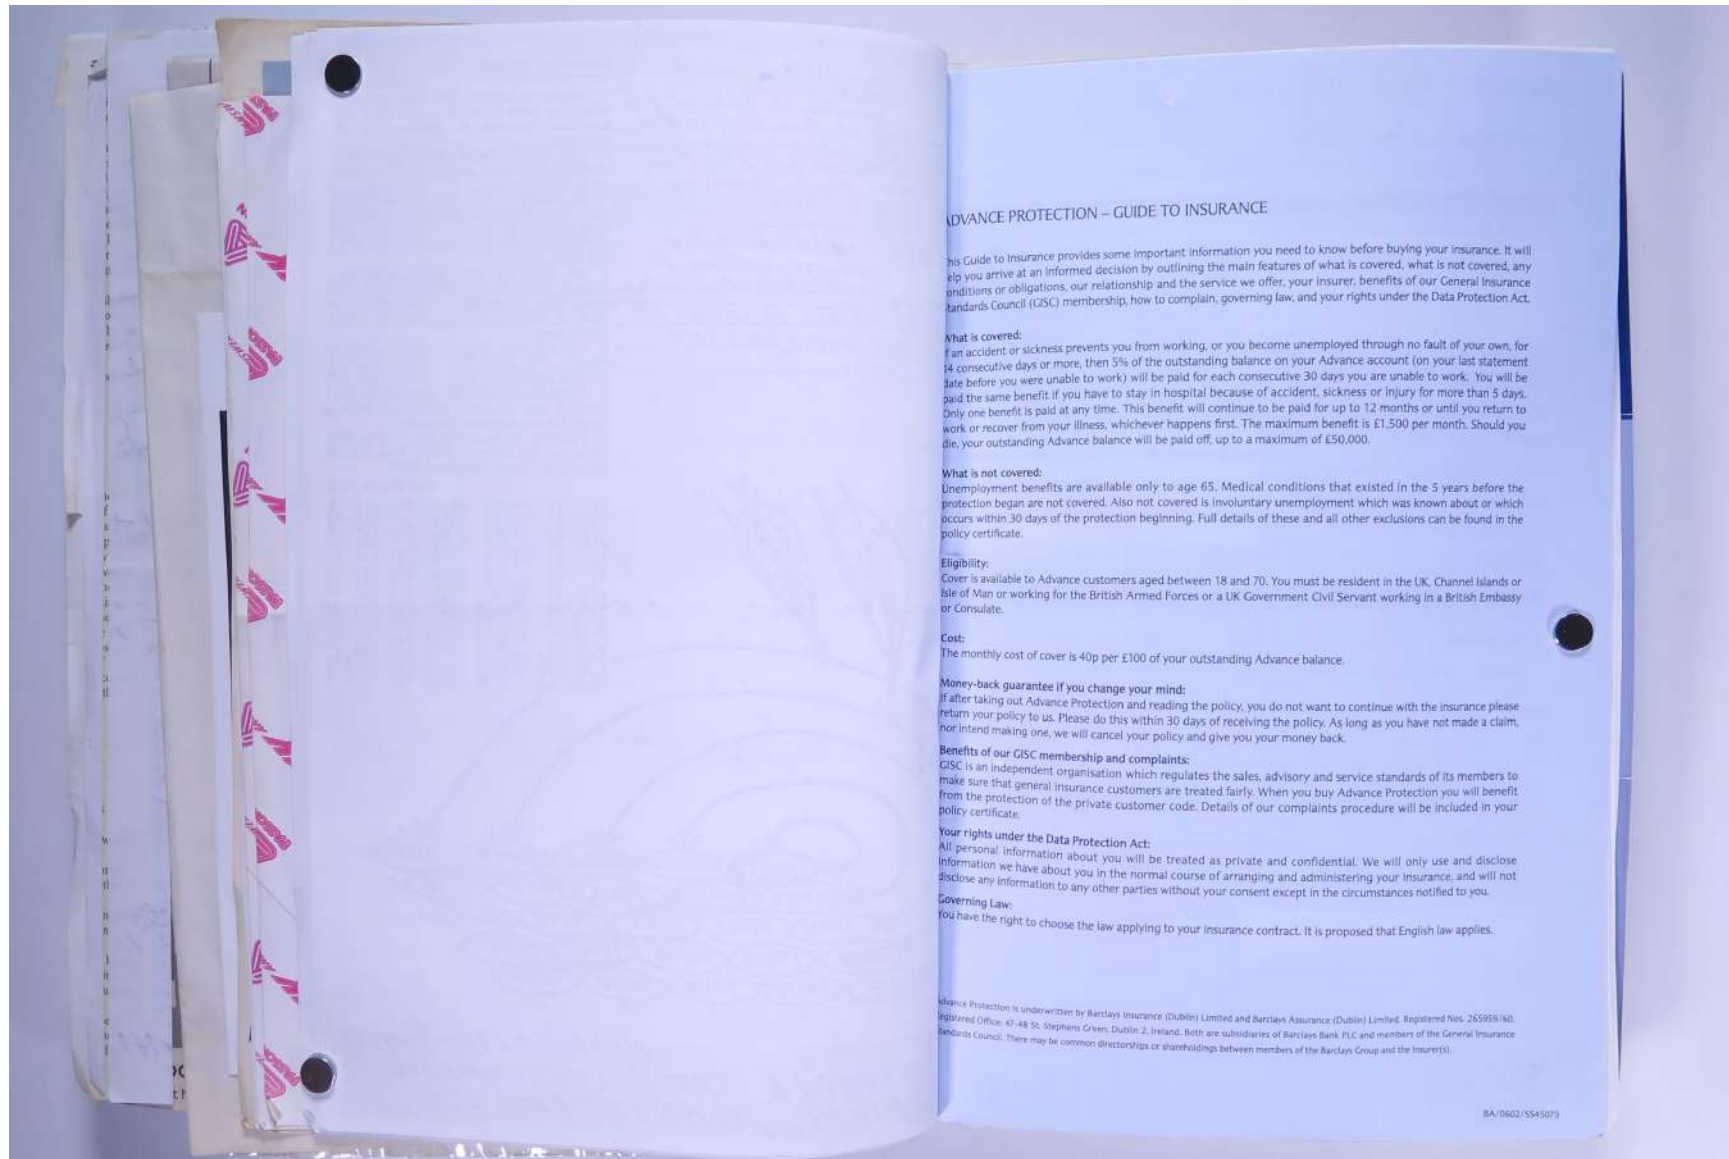 ADVANCE PROTECTION – GUIDE TO INSURANCE
This Guide to Insurance provides some important information you need to know before buying your insurance. It will
help you arrive at an informed decision by outlining the main features of what is covered, what is not covered, any
conditions or obligations, our relationship and the service we offer, your insurer, benefits of our General Insurance
Standards Council (GISC) membership, how to complain, governing law, and your rights under the Data Protection Act.
What is covered:
If an accident or sickness prevents you from working, or you become unemployed through no fault of your own, for
14 consecutive days or more, then 5% of the outstanding balance on your Advance account (on your last statement
date before you were unable to work) will be paid for each consecutive 30 days you are unable to work. You will be
paid the same benefit if you have to stay in hospital because of accident, sickness or injury for more than 5 days.
Only one benefit is paid at any time. This benefit will continue to be paid for up to 12 months or until you return to
work or recover from your illness, whichever happens first. The maximum benefit is £1,500 per month. Should you
die, your outstanding Advance balance will be paid off, up to a maximum of £50,000.
What is not covered:
Unemployment benefits are available only to age 65. Medical conditions that existed in the 5 years before the
protection began are not covered. Also not covered is involuntary unemployment which was known about or which
occurs within 30 days of the protection beginning. Full details of these and all other exclusions can be found in the
policy certificate.
Eligibility:
Cover is available to Advance customers aged between 18 and 70. You must be resident in the UK, Channel Islands or
Isle of Man or working for the British Armed Forces or a UK Government Civil Servant working in a British Embassy
or Consulate.
Cost:
The monthly cost of cover is 40p per £100 of your outstanding Advance balance.
Money-back guarantee if you change your mind:
If after taking out Advance Protection and reading the policy, you do not want to continue with the insurance please
return your policy to us. Please do this within 30 days of receiving the policy. As long as you have not made a claim,
nor intend making one, we will cancel your policy and give you your money back.
Benefits of our GISC membership and complaints:
GISC is an independent organisation which regulates the sales, advisory and service standards of its members to
make sure that general insurance customers are treated fairly. When you buy Advance Protection you will benefit
from the protection of the private customer code. Details of our complaints procedure will be included in your
policy certificate.
Your rights under the Data Protection Act:
All personal information about you will be treated as private and confidential. We will only use and disclose
information we have about you in the normal course of arranging and administering your insurance, and will not
disclose any information to any other parties without your consent except in the circumstances notified to you.
Governing Law:
You have the right to choose the law applying to your insurance contract. It is proposed that English law applies.
Advance Protection is underwritten by Barclays Insurance (Dublin) Limited and Barclays Assurance (Dublin) Limited. Registered Nos. 265959/60.
Registered Office: 47-48 St. Stephens Green, Dublin 2, Ireland. Both are subsidiaries of Barclays Bank PLC and members of the General Insurance
Standards Council. There may be common directorships or shareholdings between members of the Barclays Group and the Insurer(s).
BA/0602/5545073